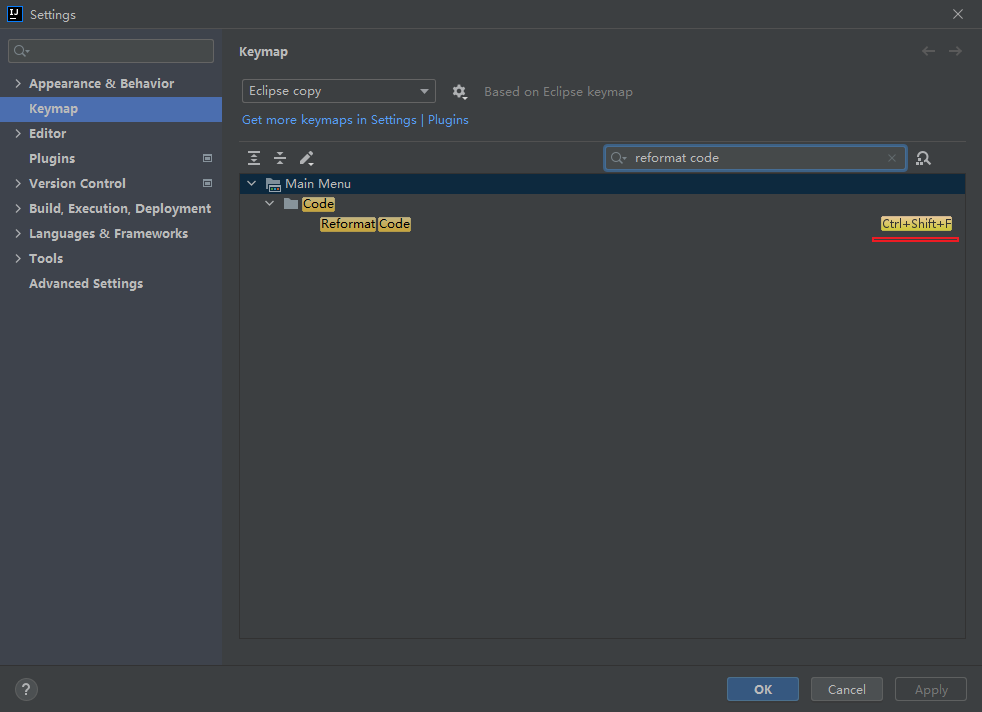 IJ Settings
Keymap
Appearance & Behavior
Keymap
Editor
Plugins
Version Control
Build, Execution, Deployment
Languages & Frameworks
Tools
Advanced Settings
Eclipse copy
Based on Eclipse keymap
Get more keymaps in Settings | Plugins
reformat code
Main Menu
Code
Reformat Code Ctrl+Shift+F
?
OK Cancel Apply